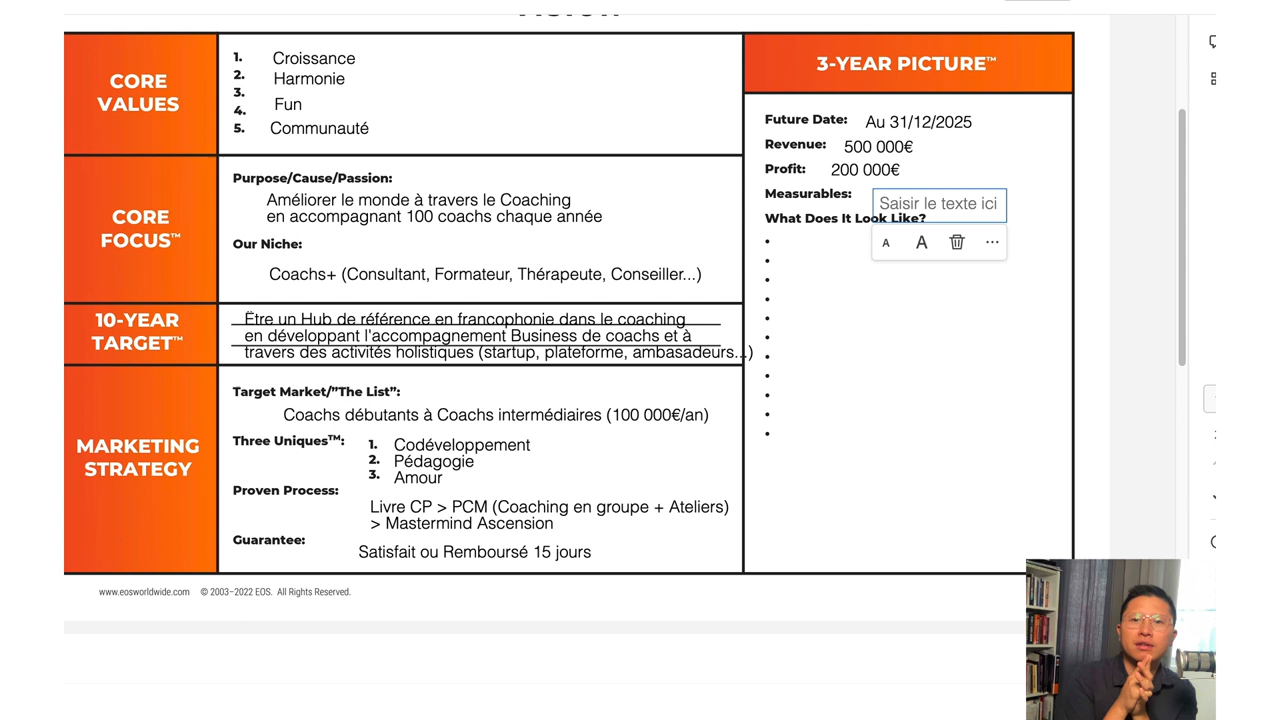 CORE
VALUES
1. Croissance
2. Harmonie
3.
4. Fun
5. Communauté
CORE
FOCUS™
Purpose/Cause/Passion:
Améliorer le monde à travers le Coaching
en accompagnant 100 coachs chaque année
Our Niche:
Coachs+ (Consultant, Formateur, Thérapeute, Conseiller...)
10-YEAR
TARGET™
Être un Hub de référence en francophonie dans le coaching
en développant l'accompagnement Business de coachs et à
travers des activités holistiques (startup, plateforme, ambasadeurs...)
MARKETING
STRATEGY
Target Market/"The List":
Coachs débutants à Coachs intermédiaires (100 000€/an)
Three Uniques™:
1. Codéveloppement
2. Pédagogie
3. Amour
Proven Process:
Livre CP > PCM (Coaching en groupe + Ateliers)
> Mastermind Ascension
Guarantee:
Satisfait ou Remboursé 15 jours
3-YEAR PICTURE™
Future Date: Au 31/12/2025
Revenue: 500 000€
Profit: 200 000€
Measurables: Saisir le texte ici
What Does It Look Like?
A A ...
www.eosworldwide.com © 2003–2022 EOS. All Rights Reserved.